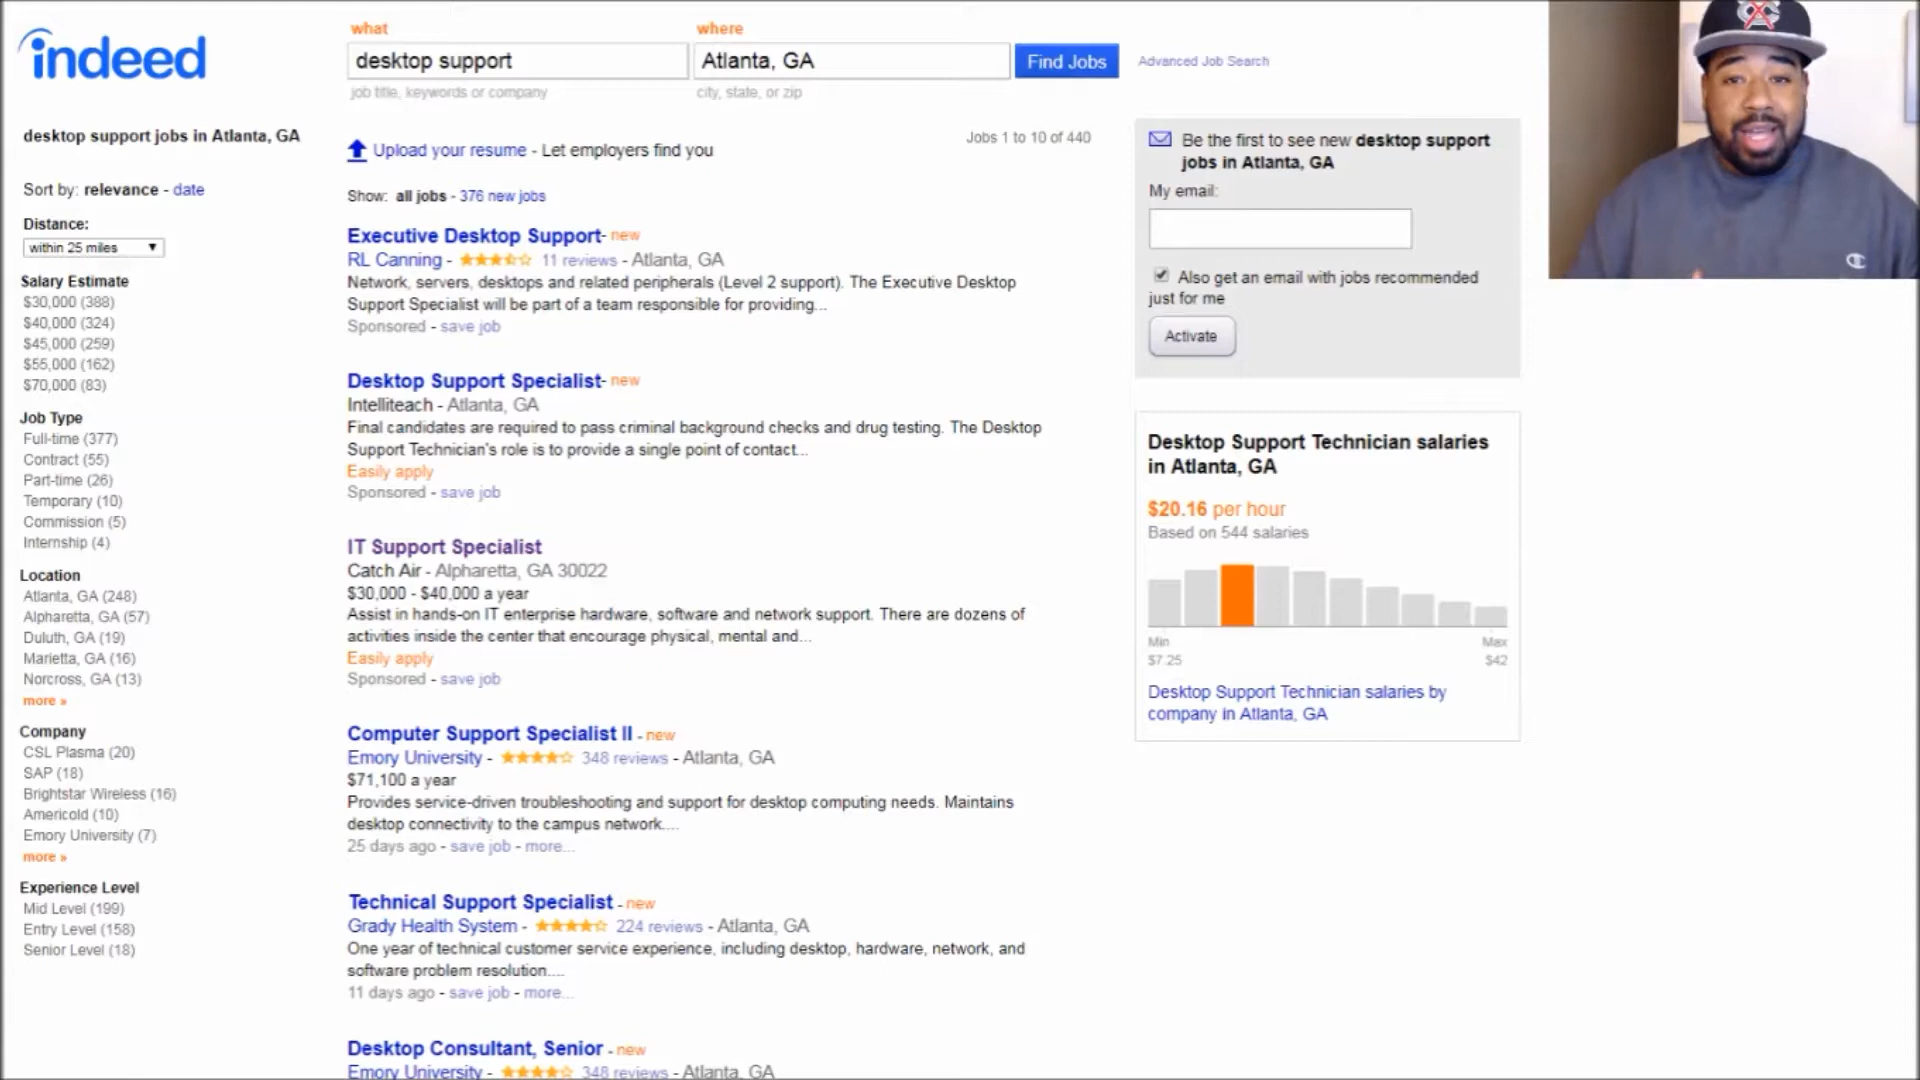 indeed
what
where
desktop support
Atlanta, GA
Find Jobs
Advanced Job Search
job title, keywords or company
city, state, or zip
desktop support jobs in Atlanta, GA
Sort by: relevance - date
Distance:
within 25 miles
Salary Estimate
$30,000 (388)
$40,000 (324)
$45,000 (259)
$55,000 (162)
$70,000 (83)
Job Type
Full-time (377)
Contract (55)
Part-time (26)
Temporary (10)
Commission (5)
Internship (4)
Location
Atlanta, GA (248)
Alpharetta, GA (57)
Duluth, GA (19)
Marietta, GA (16)
Norcross, GA (13)
more »
Company
CSL Plasma (20)
SAP (18)
Brightstar Wireless (16)
Americold (10)
Emory University (7)
more »
Experience Level
Mid Level (199)
Entry Level (158)
Senior Level (18)
Upload your resume - Let employers find you
Jobs 1 to 10 of 440
Show: all jobs - 376 new jobs
Executive Desktop Support- new
RL Canning - 11 reviews - Atlanta, GA
Network, servers, desktops and related peripherals (Level 2 support). The Executive Desktop
Support Specialist will be part of a team responsible for providing...
Sponsored - save job
Desktop Support Specialist- new
Intelliteach - Atlanta, GA
Final candidates are required to pass criminal background checks and drug testing. The Desktop
Support Technician's role is to provide a single point of contact...
Easily apply
Sponsored - save job
IT Support Specialist
Catch Air - Alpharetta, GA 30022
$30,000 - $40,000 a year
Assist in hands-on IT enterprise hardware, software and network support. There are dozens of
activities inside the center that encourage physical, mental and...
Easily apply
Sponsored - save job
Computer Support Specialist II - new
Emory University - 348 reviews - Atlanta, GA
$71,100 a year
Provides service-driven troubleshooting and support for desktop computing needs. Maintains
desktop connectivity to the campus network....
25 days ago - save job - more...
Technical Support Specialist - new
Grady Health System - 224 reviews - Atlanta, GA
One year of technical customer service experience, including desktop, hardware, network, and
software problem resolution....
11 days ago - save job - more...
Desktop Consultant, Senior - new
Emory University - 348 reviews - Atlanta, GA
Be the first to see new desktop support
jobs in Atlanta, GA
My email:
Also get an email with jobs recommended
just for me
Activate
Desktop Support Technician salaries
in Atlanta, GA
$20.16 per hour
Based on 544 salaries
Min
Max
$7.25
$42
Desktop Support Technician salaries by
company in Atlanta, GA